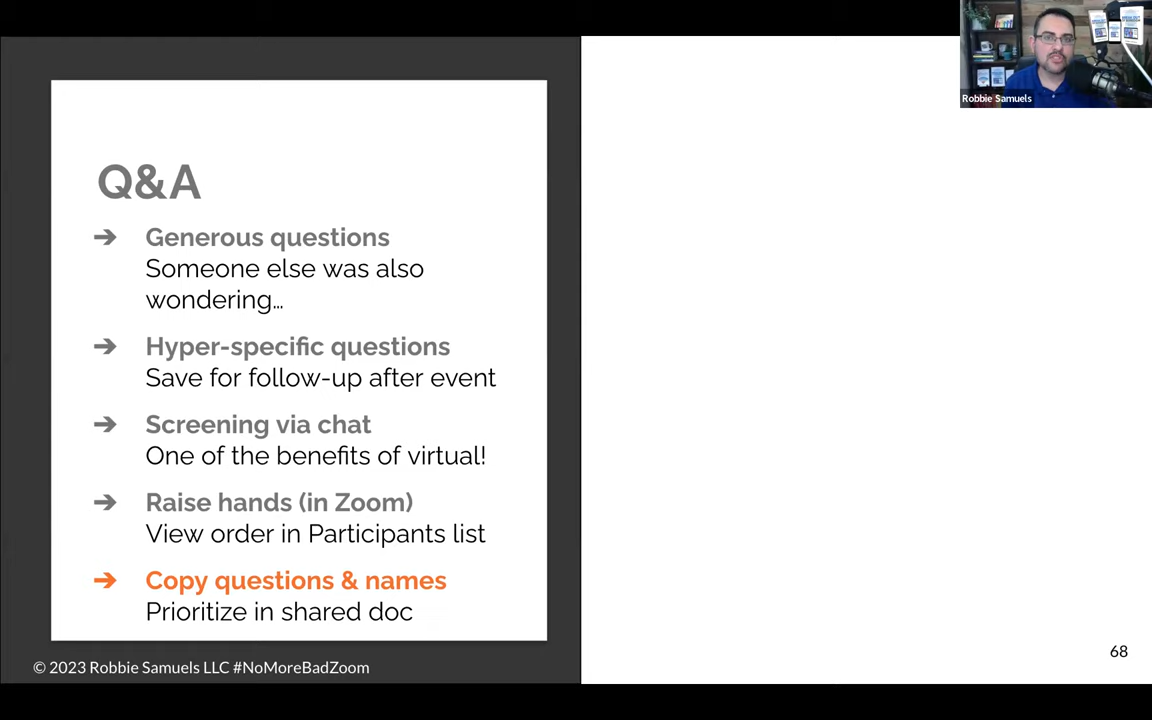 Robbie Samuels
Q&A
➔ Generous questions
Someone else was also
wondering…
➔ Hyper-specific questions
Save for follow-up after event
➔ Screening via chat
One of the benefits of virtual!
➔ Raise hands (in Zoom)
View order in Participants list
➔ Copy questions & names
Prioritize in shared doc
68
© 2023 Robbie Samuels LLC #NoMoreBadZoom